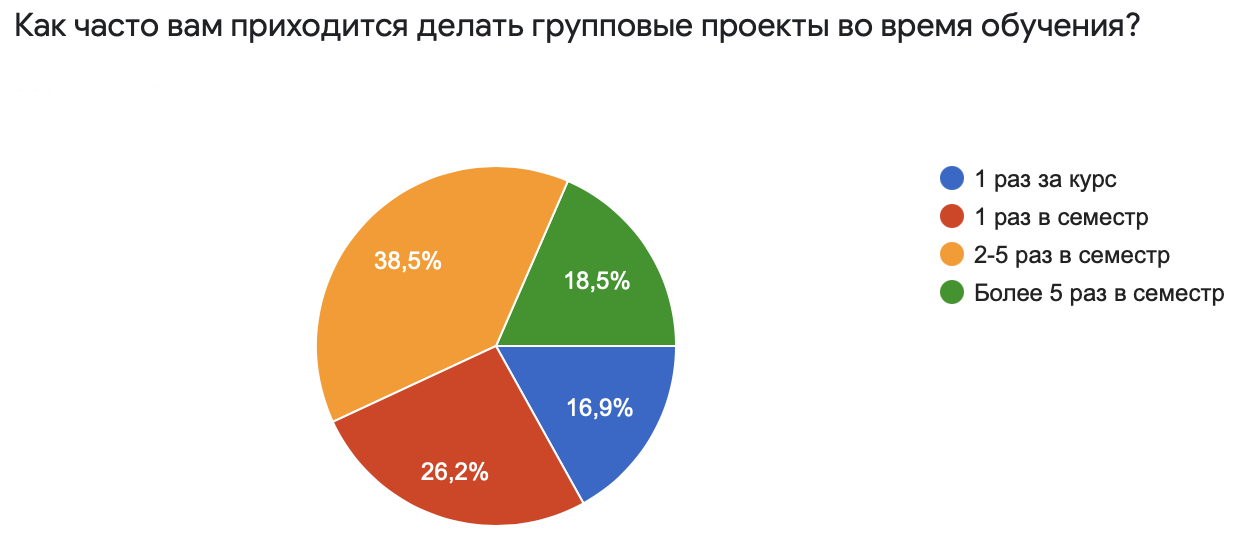 Как часто вам приходится делать групповые проекты во время обучения?
1 раз за курс
1 раз в семестр
2-5 раз в семестр
Более 5 раз в семестр
38,5%
18,5%
16,9%
26,2%